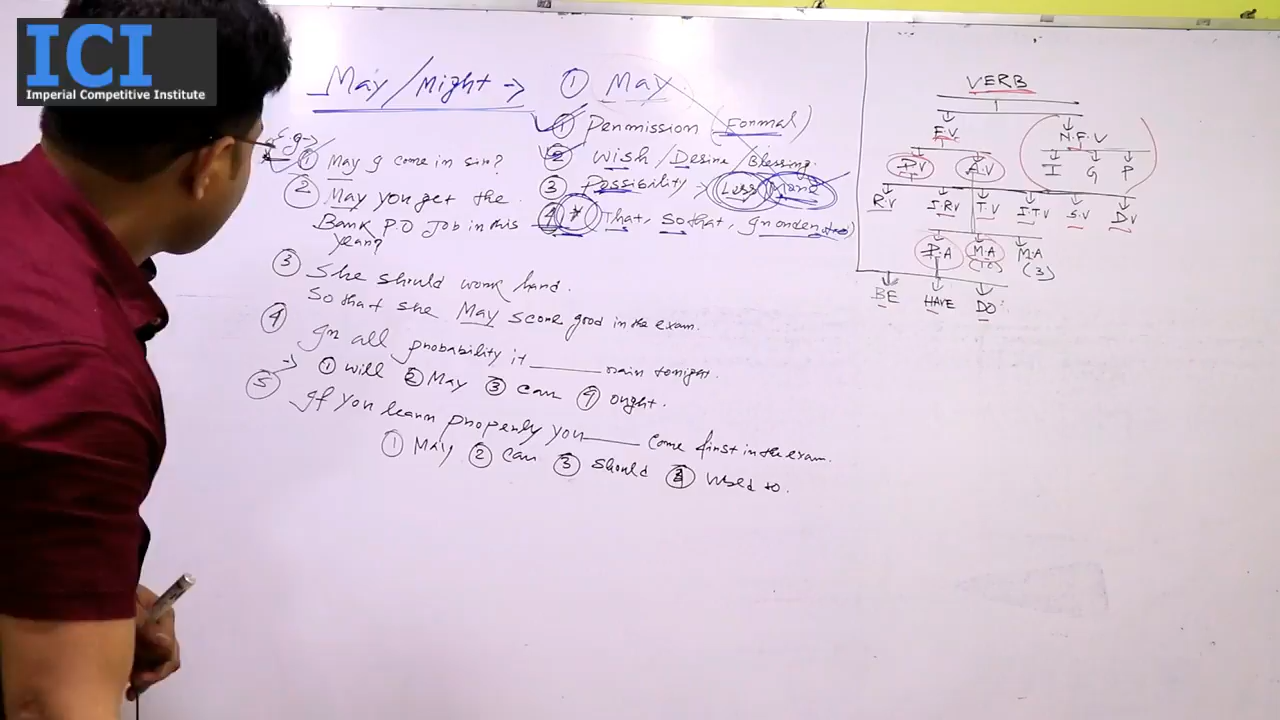 ICI
Imperial Competitive Institute
May/Might → ① May
① Permission (Formal)
② Wish/Desire/Blessing.
③ Possibility → Less/More
④ * That, So that, In order that)
E.g→
① May I come in sir?
② May you get the
Bank P.O Job in this
year?
③ She should work hard.
So that she May score good in the exam.
④ In all probability it ______ rain tonight.
→ ① will ② May ③ can ④ ought.
⑤ If you learn properly you ______ come first in the exam.
① May ② can ③ should ④ used to.
VERB
F.V N.F.V
P.V A.V I G P
R.V I.RV T.V I.T.V S.V D.V
P.A M.A M.A
(10) (3)
BE HAVE DO